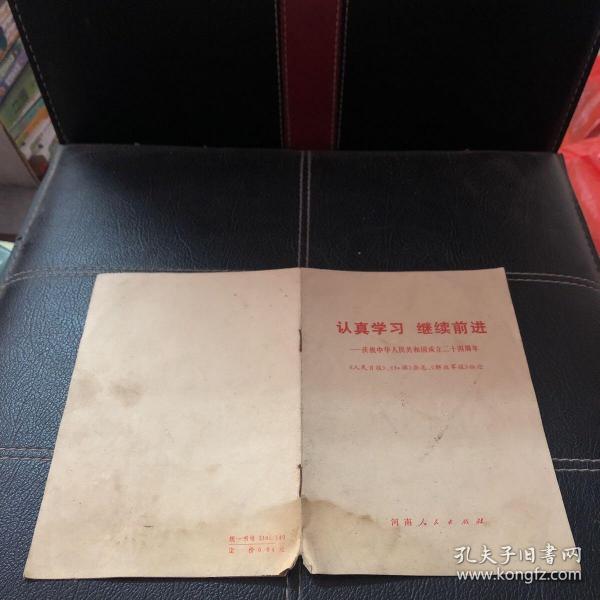 认真学习 继续前进
——庆祝中华人民共和国成立二十四周年
《人民日报》、《红旗》杂志、《解放军报》社论
河南人民出版社
统一书号 3105·149
定 价 0.04 元
孔夫子旧书网
www.kongfz.com